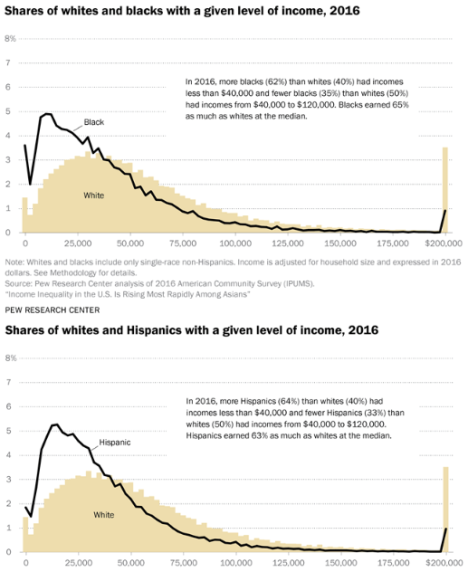 Shares of whites and blacks with a given level of income, 2016
8%
7
In 2016, more blacks (62%) than whites (40%) had incomes
less than $40,000 and fewer blacks (35%) than whites (50%)
had incomes from $40,000 to $120,000. Blacks earned 65%
as much as whites at the median.
6
5
Black
4
3
2
White
1
0
0 25,000 50,000 75,000 100,000 125,000 150,000 175,000 $200,000
Note: Whites and blacks include only single-race non-Hispanics. Income is adjusted for household size and expressed in 2016
dollars. See Methodology for details.
Source: Pew Research Center analysis of 2016 American Community Survey (IPUMS).
"Income Inequality in the U.S. Is Rising Most Rapidly Among Asians"
PEW RESEARCH CENTER
Shares of whites and Hispanics with a given level of income, 2016
8%
7
In 2016, more Hispanics (64%) than whites (40%) had
incomes less than $40,000 and fewer Hispanics (33%) than
whites (50%) had incomes from $40,000 to $120,000.
Hispanics earned 63% as much as whites at the median.
6
5
Hispanic
4
3
2
White
1
0
0 25,000 50,000 75,000 100,000 125,000 150,000 175,000 $200,000